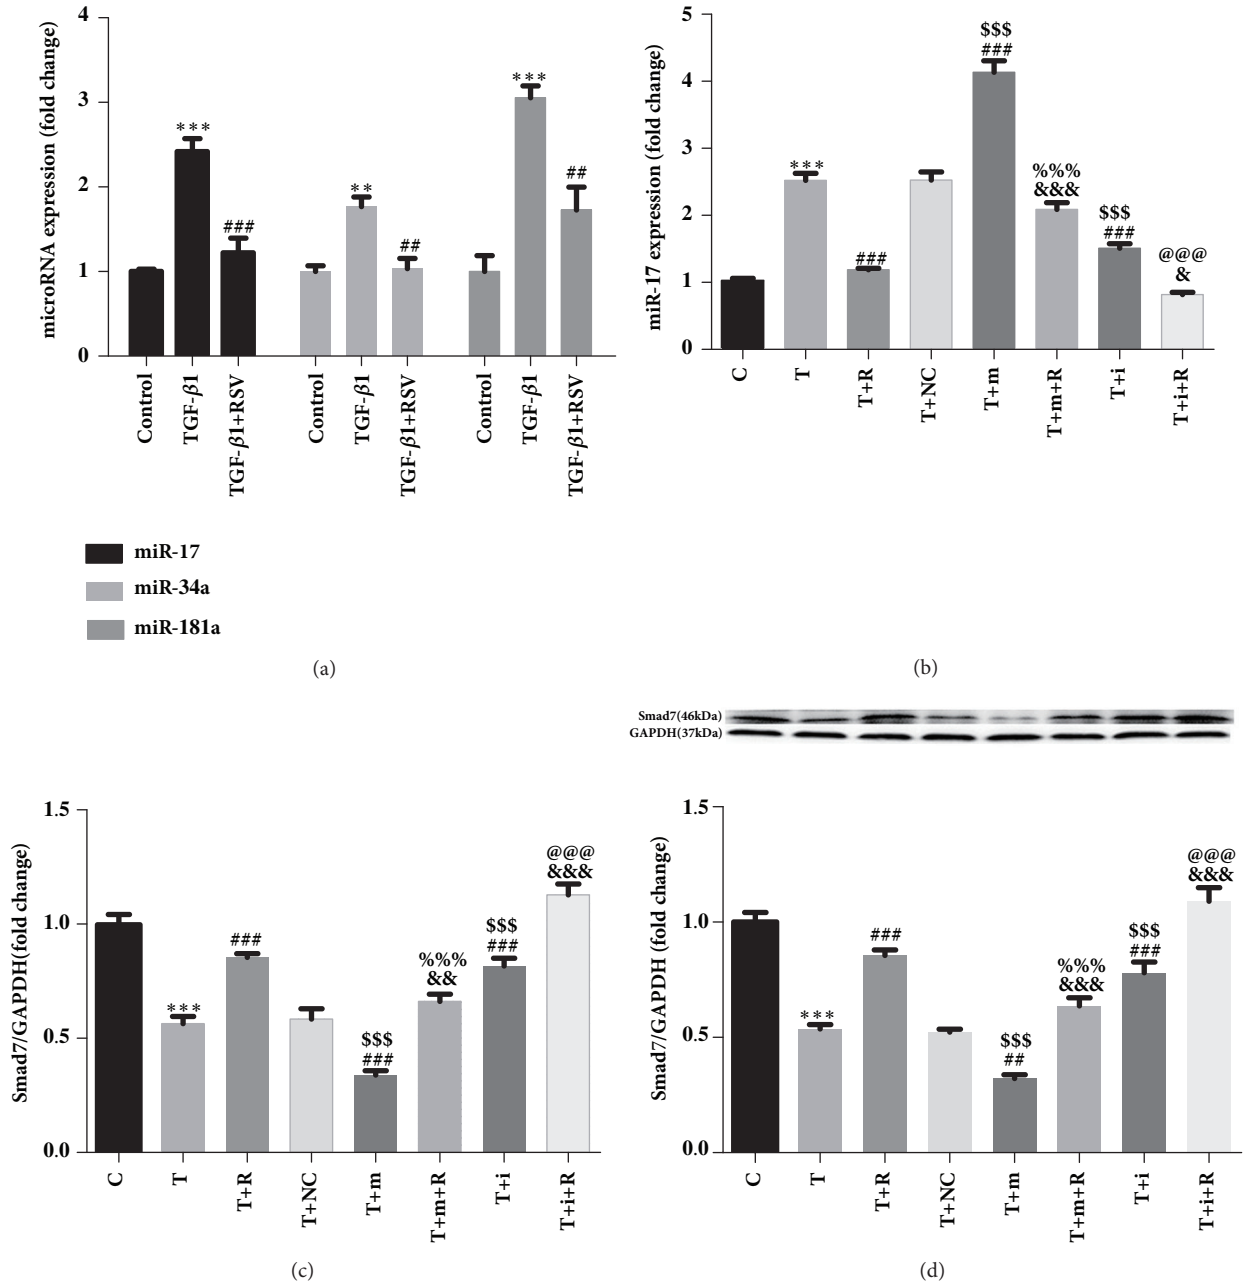 microRNA expression (fold change)
4
3
2
1
0
***
###
**
##
***
##
Control
TGF-β1
TGF-β1+RSV
Control
TGF-β1
TGF-β1+RSV
Control
TGF-β1
TGF-β1+RSV
miR-17
miR-34a
miR-181a
(a)
miR-17 expression (fold change)
5
4
3
2
1
0
***
###
$$$
###
%%%
&&&
$$$
###
@@@
&
C
T
T+R
T+NC
T+m
T+m+R
T+i
T+i+R
(b)
Smad7/GAPDH(fold change)
1.5
1.0
0.5
0.0
***
###
$$$
###
%%%
&&
$$$
###
@@@
&&&
C
T
T+R
T+NC
T+m
T+m+R
T+i
T+i+R
(c)
Smad7(46kDa)
GAPDH(37kDa)
Smad7/GAPDH (fold change)
1.5
1.0
0.5
0.0
***
###
$$$
##
%%%
&&&
$$$
###
@@@
&&&
C
T
T+R
T+NC
T+m
T+m+R
T+i
T+i+R
(d)